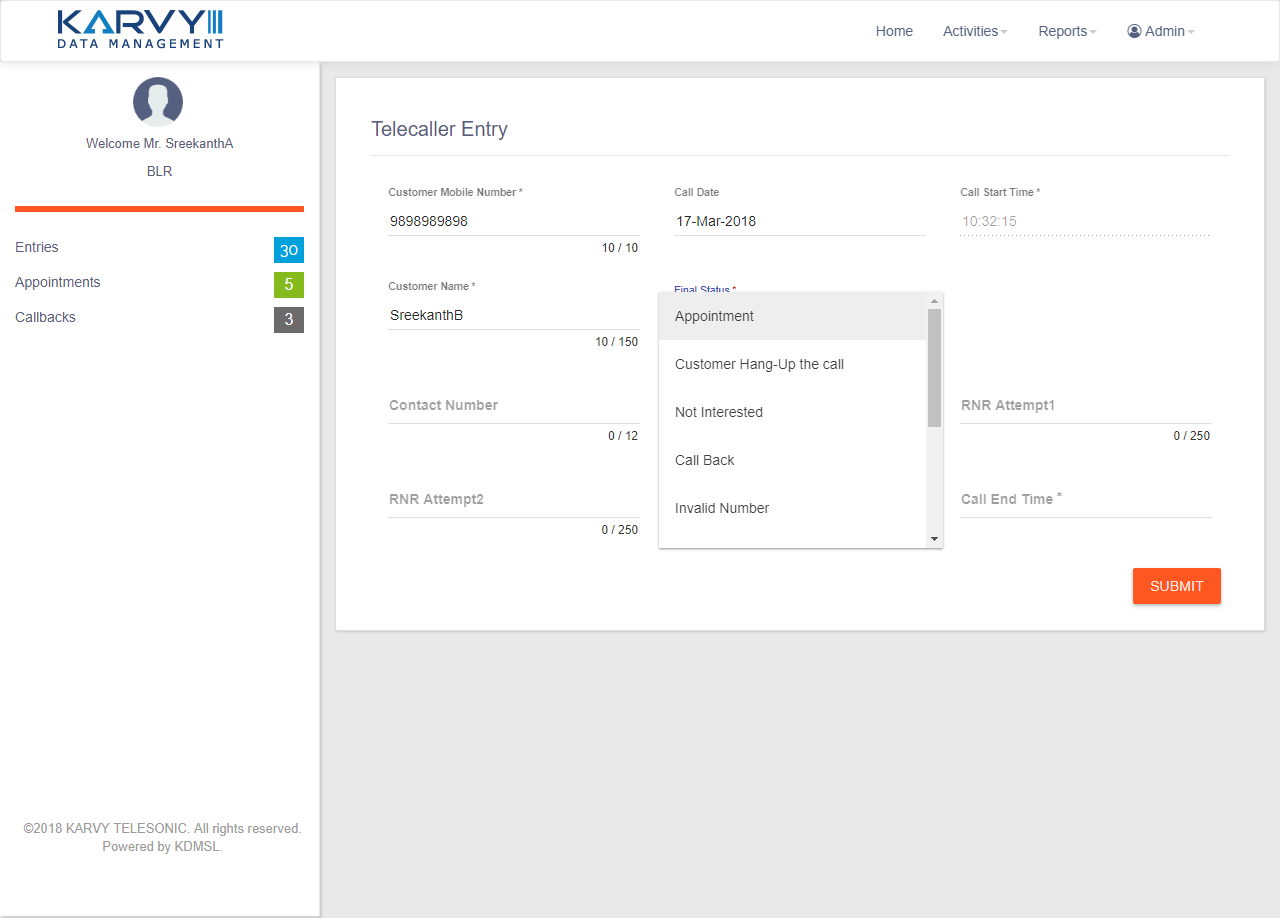 KARVY
DATA MANAGEMENT
Home
Activities
Reports
Admin
Welcome Mr. SreekanthA
BLR
Entries
30
Appointments
5
Callbacks
3
©2018 KARVY TELESONIC. All rights reserved.
Powered by KDMSL.
Telecaller Entry
Customer Mobile Number *
9898989898
10 / 10
Call Date
17-Mar-2018
Call Start Time *
10:32:15
Customer Name *
SreekanthB
10 / 150
Final Status *
Appointment
Customer Hang-Up the call
Not Interested
Call Back
Invalid Number
Contact Number
0 / 12
RNR Attempt1
0 / 250
RNR Attempt2
0 / 250
Call End Time *
SUBMIT